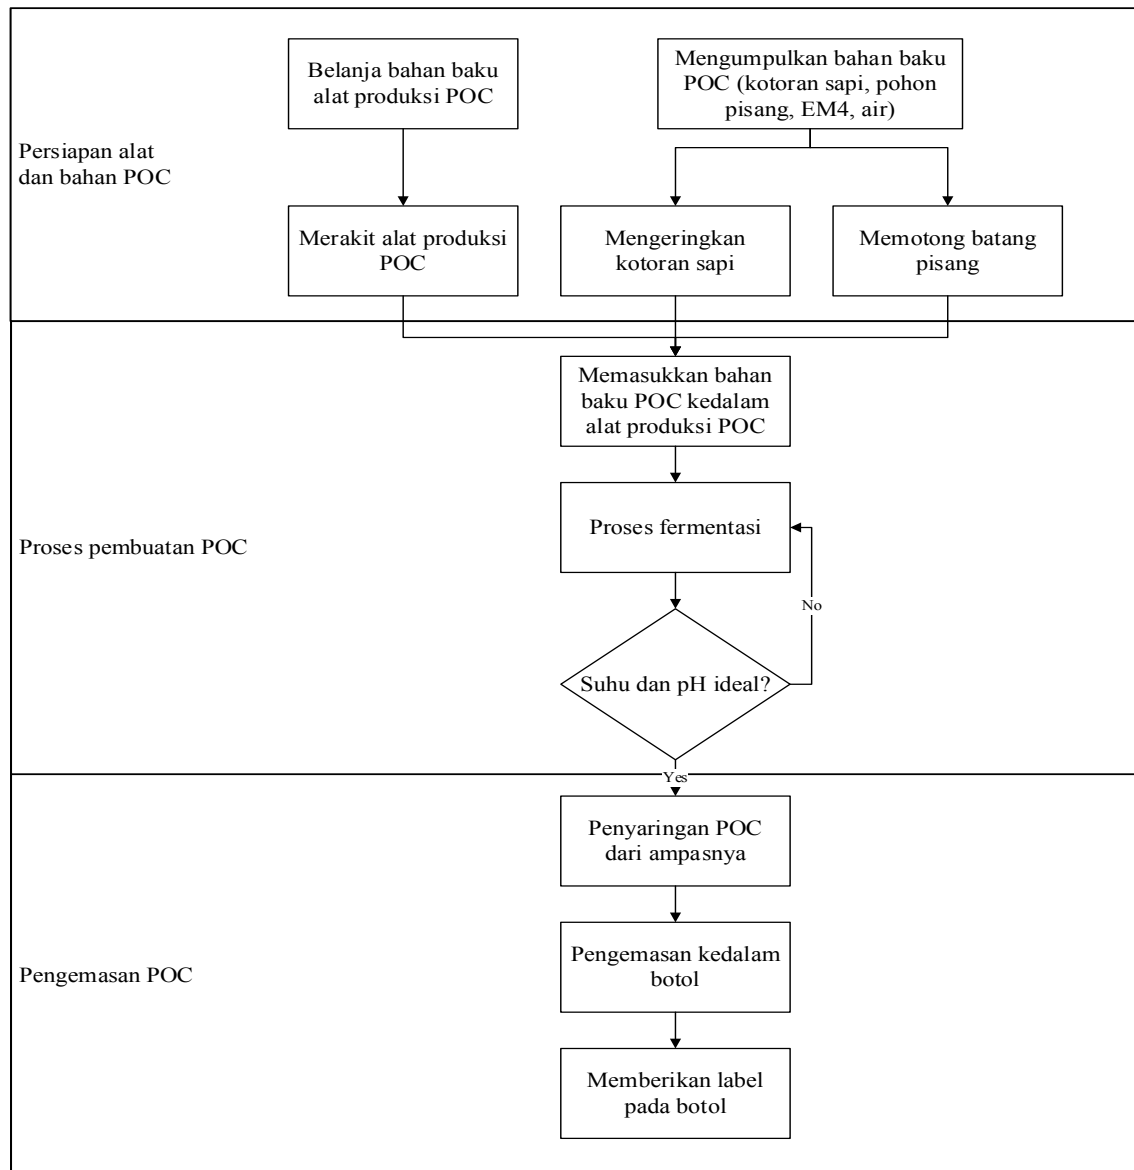 Belanja bahan baku
alat produksi POC
Mengumpulkan bahan baku
POC (kotoran sapi, pohon
pisang, EM4, air)
Persiapan alat
dan bahan POC
Merakit alat produksi
POC
Mengeringkan
kotoran sapi
Memotong batang
pisang
Memasukkan bahan
baku POC kedalam
alat produksi POC
Proses pembuatan POC
Proses fermentasi
No
Suhu dan pH ideal?
Yes
Penyaringan POC
dari ampasnya
Pengemasan POC
Pengemasan kedalam
botol
Memberikan label
pada botol